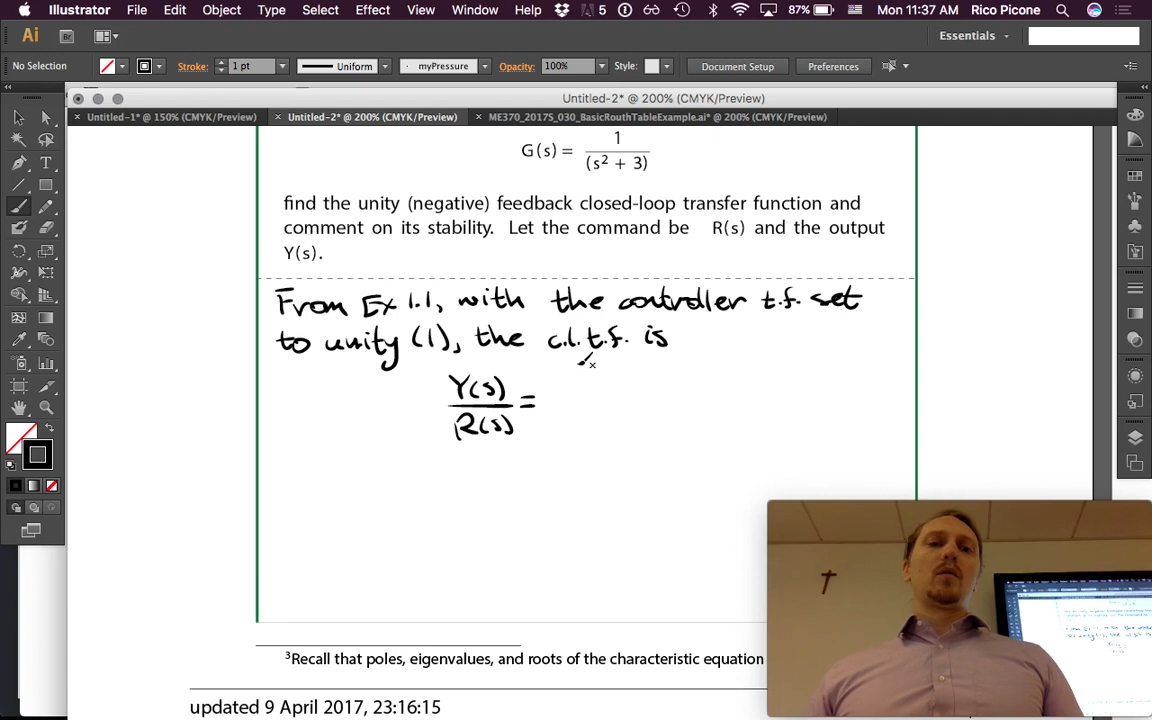 Illustrator File Edit Object Type Select Effect View Window Help 5 87% Mon 11:37 AM Rico Picone
Ai Br Essentials
No Selection Stroke: 1 pt Uniform myPressure Opacity: 100% Style: Document Setup Preferences
Untitled-2* @ 200% (CMYK/Preview)
Untitled-1* @ 150% (CMYK/Preview) Untitled-2* @ 200% (CMYK/Preview) ME370_2017S_030_BasicRouthTableExample.ai* @ 200% (CMYK/Preview)
G(s) = 1 / (s² + 3)
find the unity (negative) feedback closed-loop transfer function and
comment on its stability. Let the command be R(s) and the output
Y(s).
From Ex 1.1, with the controller t.f. set
to unity (1), the c.l.t.f. is
Y(s) / R(s) =
³Recall that poles, eigenvalues, and roots of the characteristic equation
updated 9 April 2017, 23:16:15